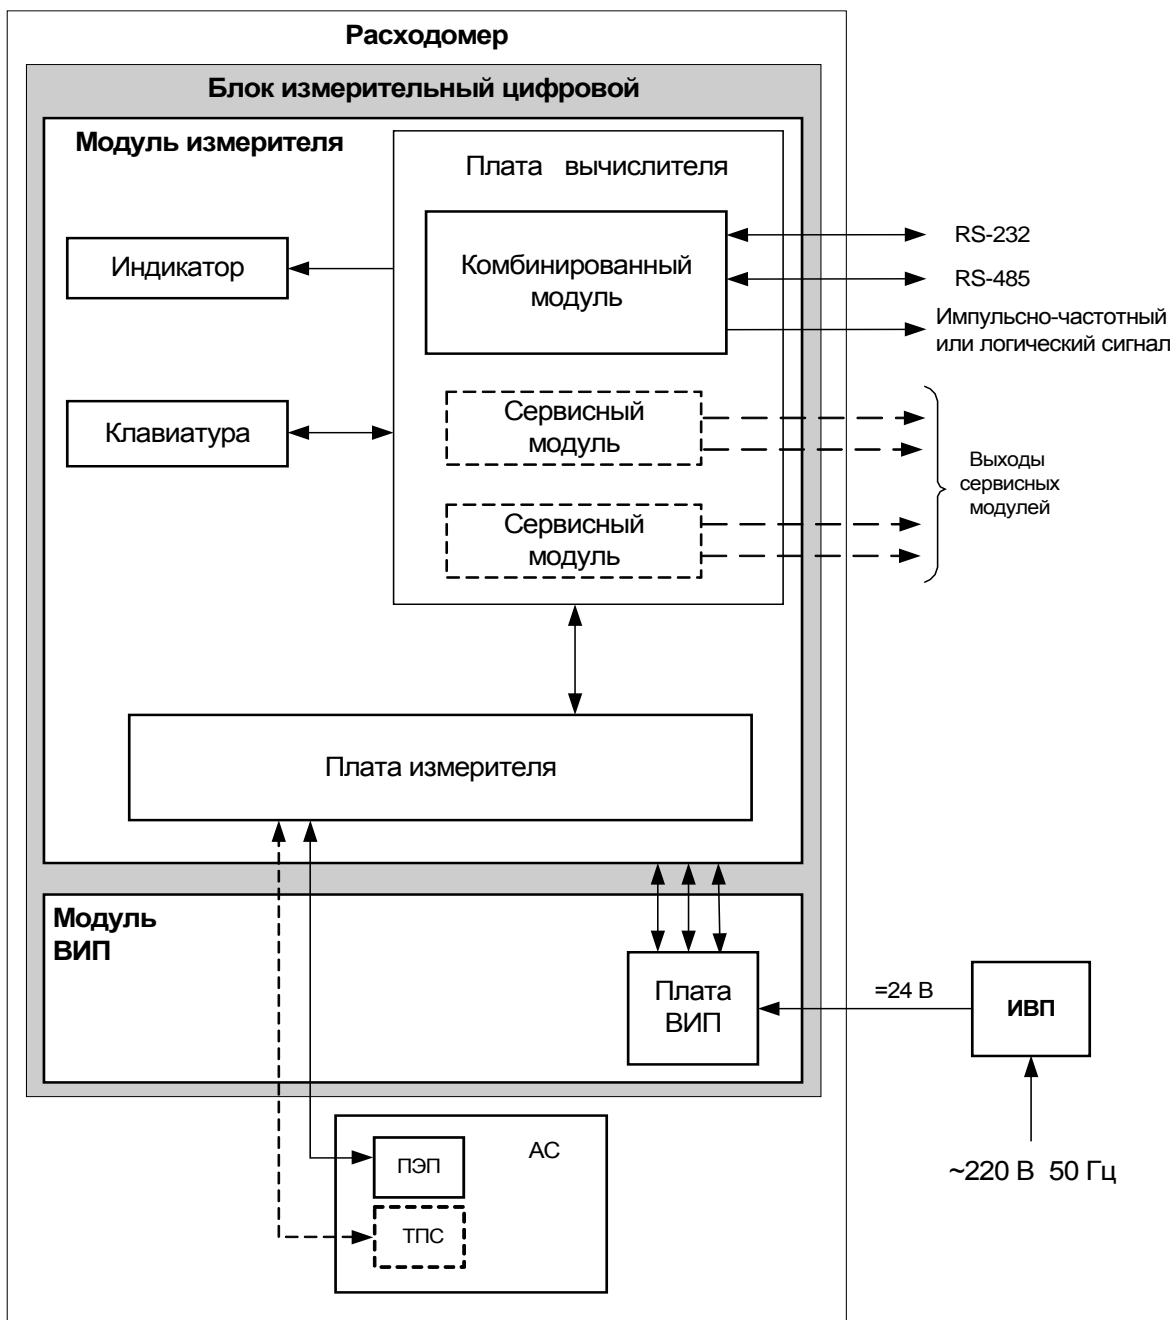 Расходомер
Блок измерительный цифровой
Модуль измерителя
Плата вычислителя
Комбинированный
модуль
Индикатор
Клавиатура
Сервисный
модуль
Сервисный
модуль
RS-232
RS-485
Импульсно-частотный
или логический сигнал
Выходы
сервисных
модулей
Плата измерителя
Модуль
ВИП
Плата
ВИП
=24 В
ИВП
~220 В 50 Гц
АС
ПЭП
ТПС